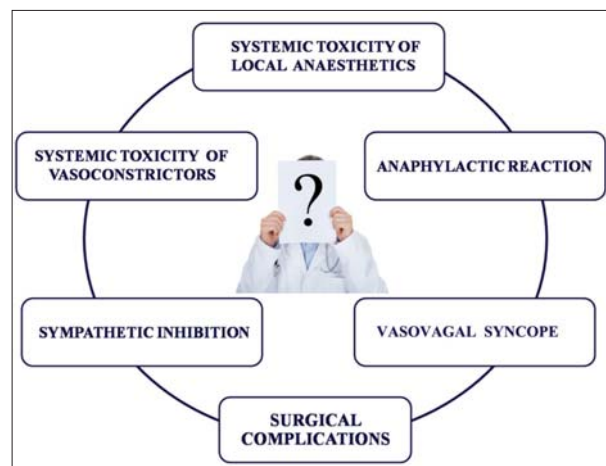 SYSTEMIC TOXICITY OF
LOCAL ANAESTHETICS
SYSTEMIC TOXICITY OF
VASOCONSTRICTORS
ANAPHYLACTIC REACTION
?
SYMPATHETIC INHIBITION
VASOVAGAL SYNCOPE
SURGICAL
COMPLICATIONS